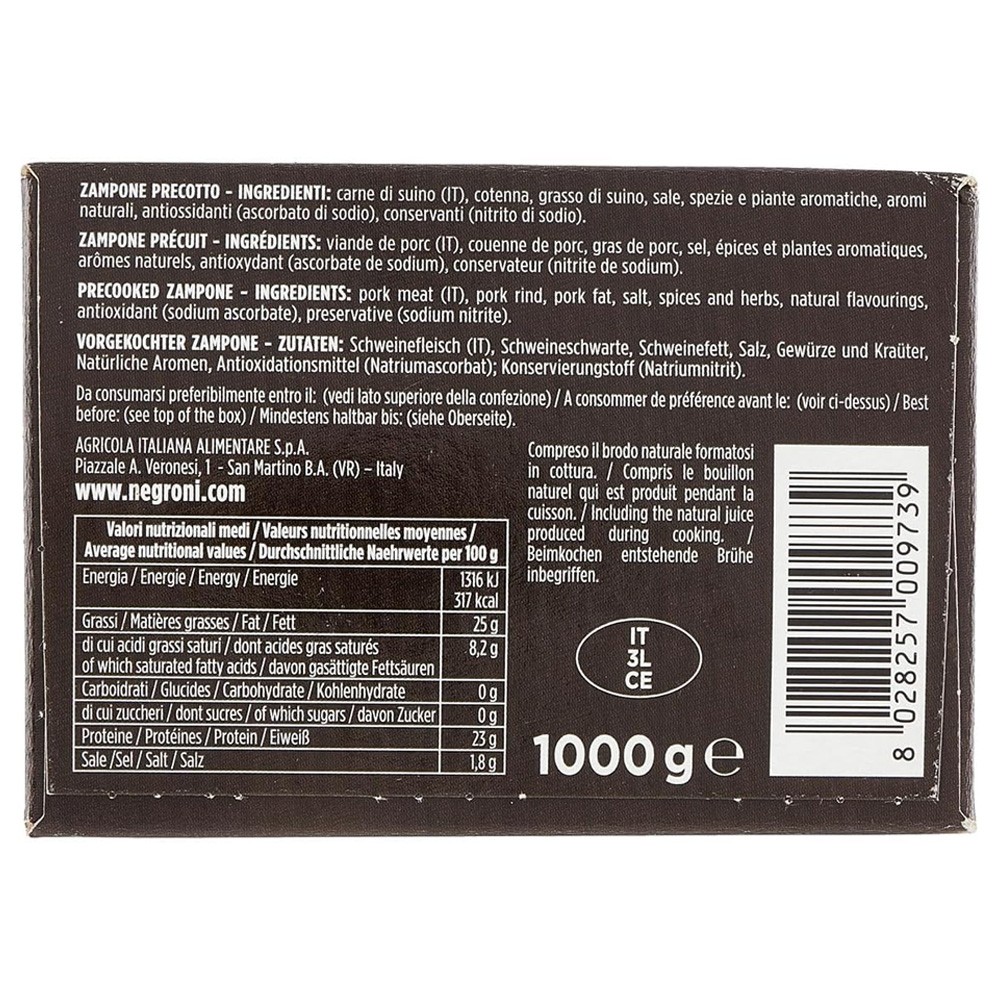 ZAMPONE PRECOTTO - INGREDIENTI: carne di suino (IT), cotenna, grasso di suino, sale, spezie e piante aromatiche, aromi
naturali, antiossidanti (ascorbato di sodio), conservanti (nitrito di sodio).
ZAMPONE PRÉCUIT - INGRÉDIENTS: viande de porc (IT), couenne de porc, gras de porc, sel, épices et plantes aromatiques,
arômes naturels, antioxydant (ascorbate de sodium), conservateur (nitrite de sodium).
PRECOOKED ZAMPONE - INGREDIENTS: pork meat (IT), pork rind, pork fat, salt, spices and herbs, natural flavourings,
antioxidant (sodium ascorbate), preservative (sodium nitrite).
VORGEKOCHTER ZAMPONE - ZUTATEN: Schweinefleisch (IT), Schweineschwarte, Schweinefett, Salz, Gewürze und Kraüter,
Natürliche Aromen, Antioxidationsmittel (Natriumascorbat); Konservierungstoff (Natriumnitrit).
Da consumarsi preferibilmente entro il: (vedi lato superiore della confezione) / A consommer de préférence avant le: (voir ci-dessus) / Best
before: (see top of the box) / Mindestens haltbar bis: (siehe Oberseite).
AGRICOLA ITALIANA ALIMENTARE S.p.A.
Piazzale A. Veronesi, 1 - San Martino B.A. (VR) – Italy
www.negroni.com
Valori nutrizionali medi / Valeurs nutritionnelles moyennes /
Average nutritional values / Durchschnittliche Naehrwerte per 100 g
Energia / Energie / Energy / Energie 1316 kJ
317 kcal
Grassi / Matières grasses / Fat / Fett 25 g
di cui acidi grassi saturi / dont acides gras saturés 8,2 g
of which saturated fatty acids / davon gasättigte Fettsäuren
Carboidrati / Glucides / Carbohydrate / Kohlenhydrate 0 g
di cui zuccheri / dont sucres / of which sugars / davon Zucker 0 g
Proteine / Protéines / Protein / Eiweiß 23 g
Sale /Sel / Salt / Salz 1,8 g
Compreso il brodo naturale formatosi
in cottura. / Compris le bouillon
naturel qui est produit pendant la
cuisson. / Including the natural juice
produced during cooking. /
Beimkochen entstehende Brühe
inbegriffen.
IT
3L
CE
1000 g ℮
8 028257 009739